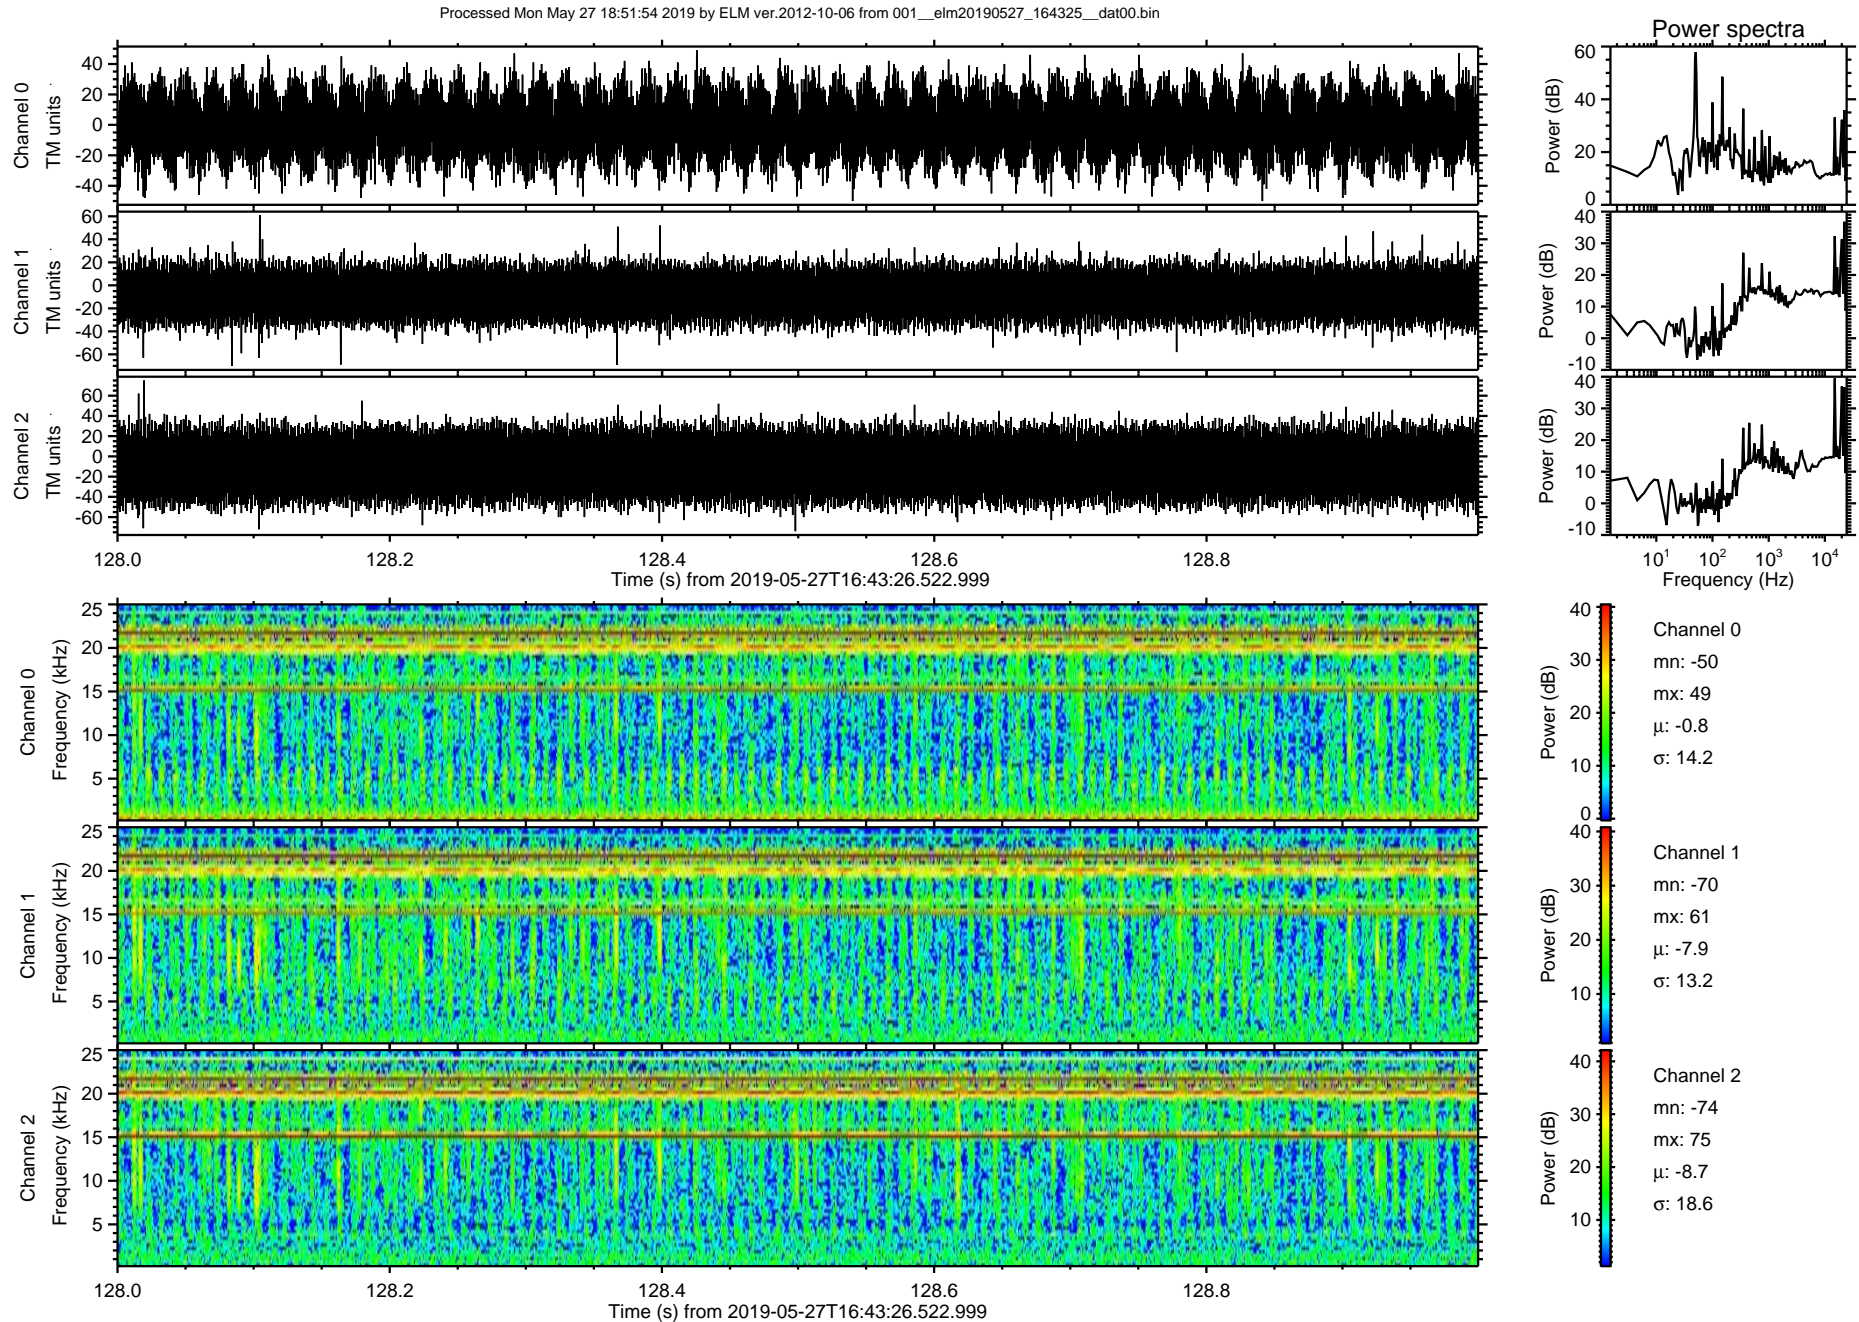 Processed Mon May 27 18:51:54 2019 by ELM ver.2012-10-06 from 001__elm20190527_164325__dat00.bin
Power spectra
Channel 0
TM units
40
20
0
-20
-40
Power (dB)
60
40
20
0
Channel 1
TM units
60
40
20
0
-20
-40
-60
Power (dB)
40
30
20
10
0
-10
Channel 2
TM units
60
40
20
0
-20
-40
-60
Power (dB)
40
30
20
10
0
-10
128.0 128.2 128.4 128.6 128.8
Time (s) from 2019-05-27T16:43:26.522.999
10¹ 10² 10³ 10⁴
Frequency (Hz)
Channel 0
Frequency (kHz)
25
20
15
10
5
Power (dB)
40
30
20
10
0
Channel 0
mn: -50
mx: 49
µ: -0.8
σ: 14.2
Channel 1
Frequency (kHz)
25
20
15
10
5
Power (dB)
40
30
20
10
Channel 1
mn: -70
mx: 61
µ: -7.9
σ: 13.2
Channel 2
Frequency (kHz)
25
20
15
10
5
Power (dB)
40
30
20
10
Channel 2
mn: -74
mx: 75
µ: -8.7
σ: 18.6
128.0 128.2 128.4 128.6 128.8
Time (s) from 2019-05-27T16:43:26.522.999